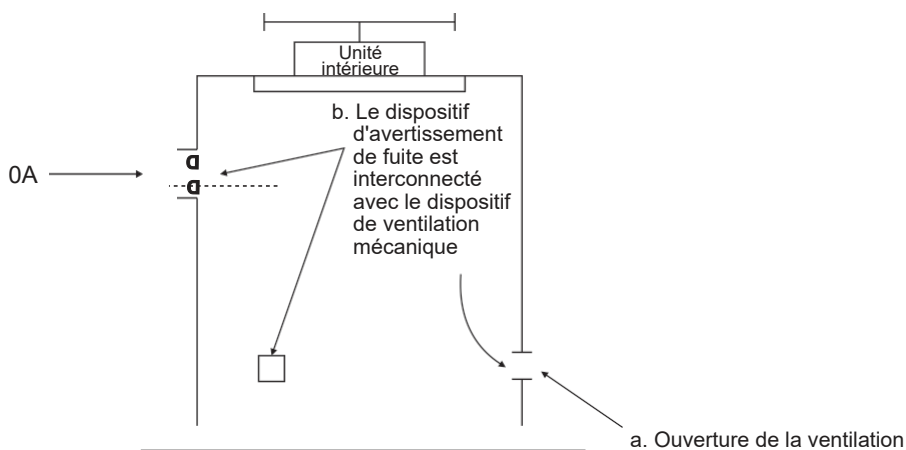 Unité
intérieure
b. Le dispositif
d'avertissement
de fuite est
interconnecté
avec le dispositif
de ventilation
mécanique
0A
a. Ouverture de la ventilation